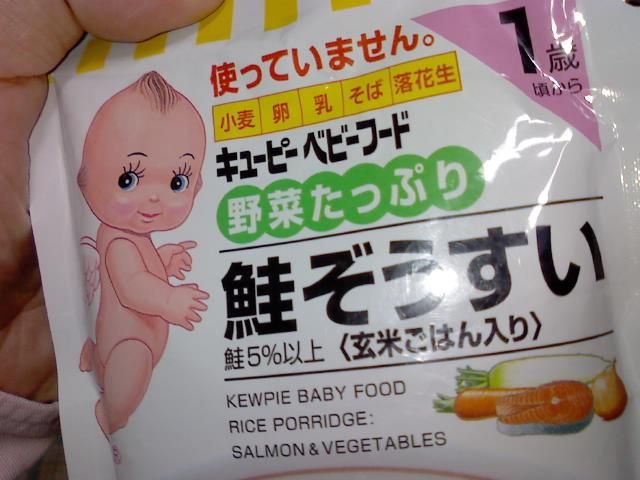 使っていません。
小麦 卵 乳 そば 落花生
1歳
頃から
キューピーベビーフード
野菜たっぷり
鮭ぞうすい
鮭5%以上 〈玄米ごはん入り〉
KEWPIE BABY FOOD
RICE PORRIDGE:
SALMON & VEGETABLES